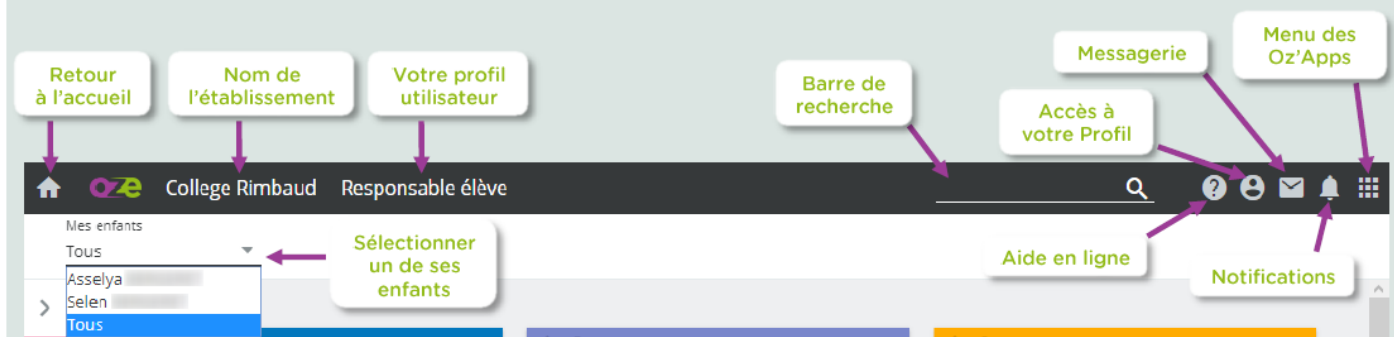 Menu des
Oz'Apps
Messagerie
Retour
à l'accueil
Nom de
l'établissement
Votre profil
utilisateur
Barre de
recherche
Accès à
votre Profil
oze College Rimbaud Responsable élève
Mes enfants
Tous
Sélectionner
un de ses
enfants
Aide en ligne
Notifications
Asselya
Selen
Tous